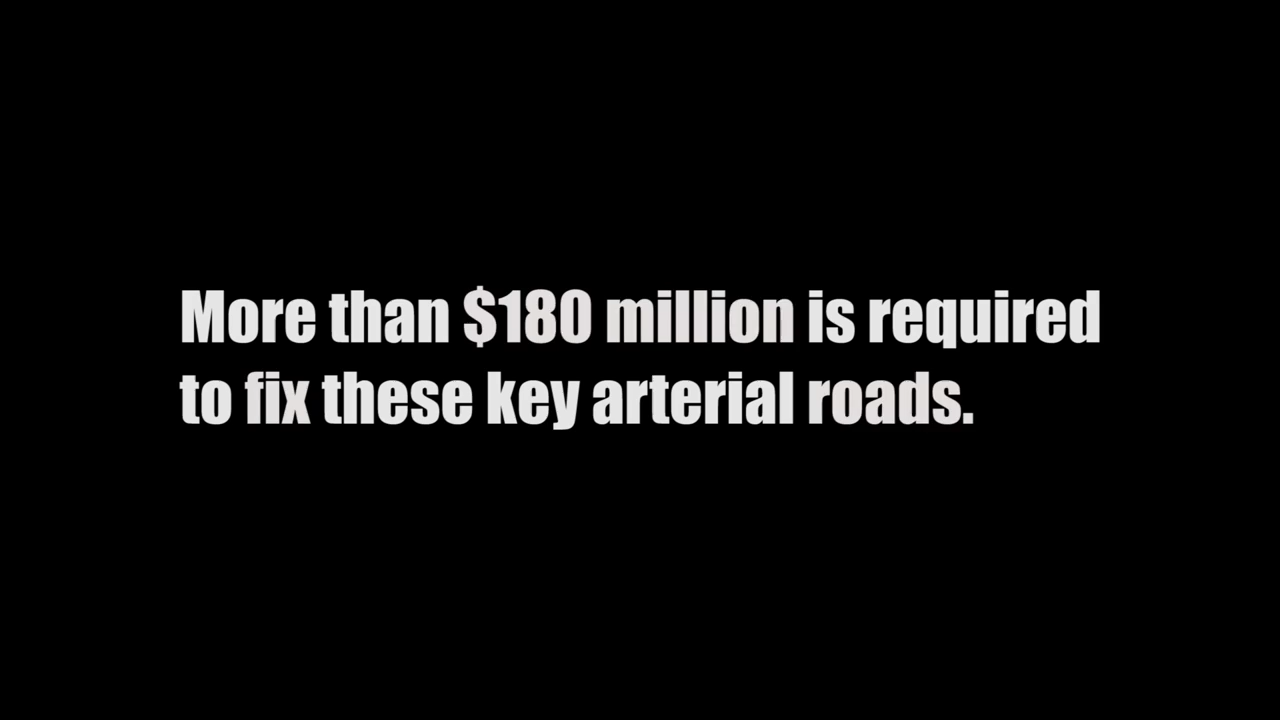 More than $180 million is required
to fix these key arterial roads.